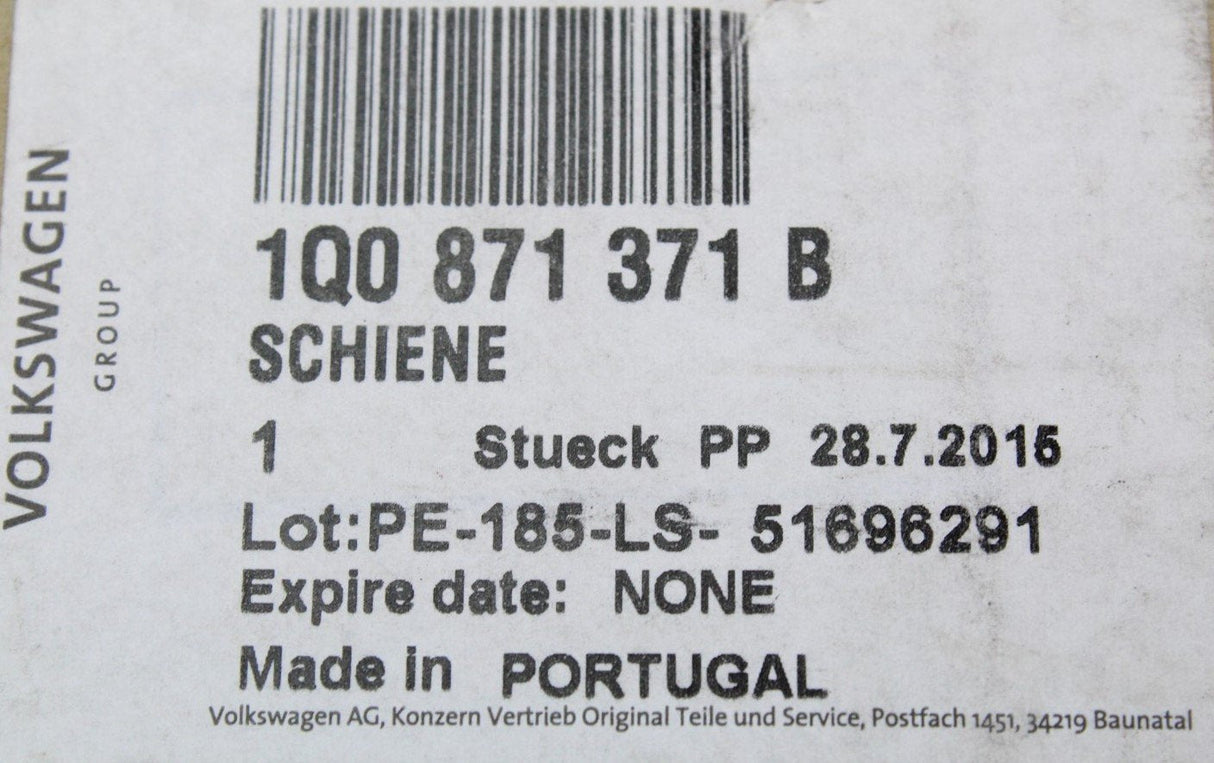 VOLKSWAGEN
GROUP
1Q0 871 371 B
SCHIENE
1 Stueck PP 28.7.2015
Lot:PE-185-LS- 51696291
Expire date: NONE
Made in PORTUGAL
Volkswagen AG, Konzern Vertrieb Original Teile und Service, Postfach 1451, 34219 Baunatal